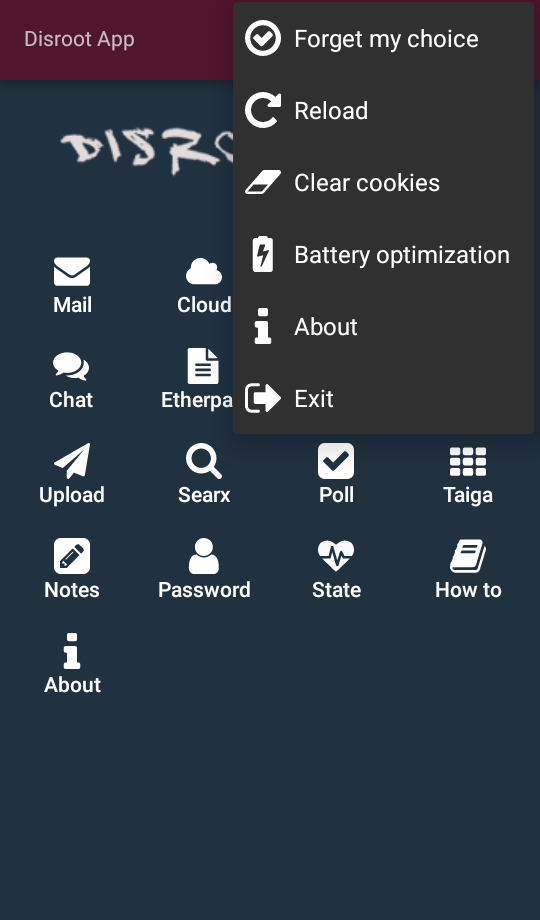 Disroot App
Forget my choice
Reload
Clear cookies
Battery optimization
About
Exit
DISRO
Mail
Cloud
Chat
Etherpa
Upload
Searx
Poll
Taiga
Notes
Password
State
How to
About